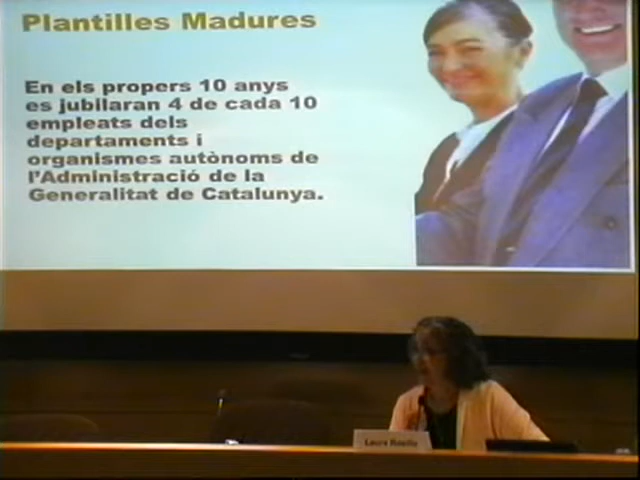 Plantilles Madures
En els propers 10 anys
es jubilaran 4 de cada 10
empleats dels
departaments i
organismes autònoms de
l'Administració de la
Generalitat de Catalunya.
Laura